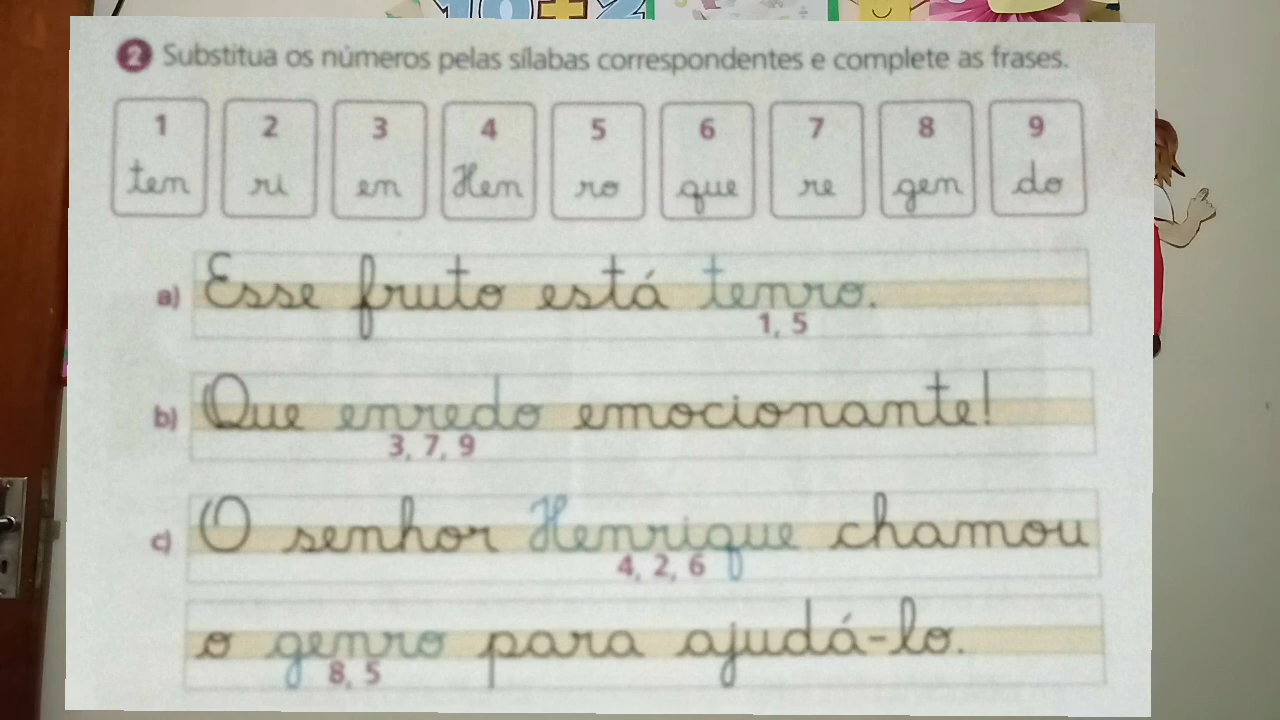 10+2
2 Substitua os números pelas sílabas correspondentes e complete as frases.
1 2 3 4 5 6 7 8 9
ten ri en Hen ro que re gen do
a) Esse fruto está tenro.
1, 5
b) Que enredo emocionante!
3, 7, 9
c) O senhor Henrique chamou
4, 2, 6
o genro para ajudá-lo.
8, 5